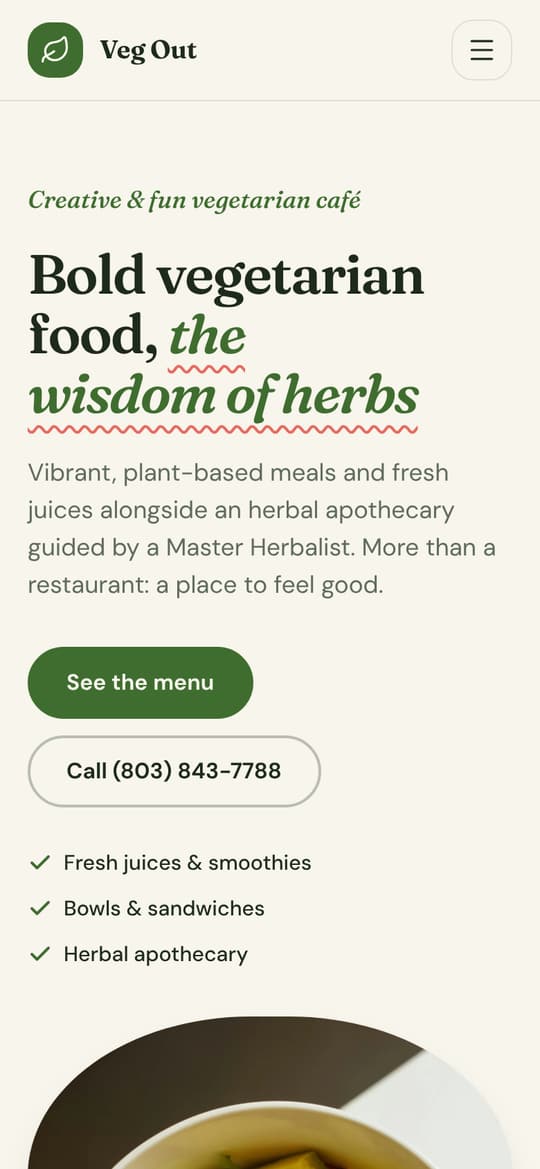 Veg Out
Creative & fun vegetarian café
Bold vegetarian
food, the
wisdom of herbs
Vibrant, plant-based meals and fresh
juices alongside an herbal apothecary
guided by a Master Herbalist. More than a
restaurant: a place to feel good.
See the menu
Call (803) 843-7788
Fresh juices & smoothies
Bowls & sandwiches
Herbal apothecary